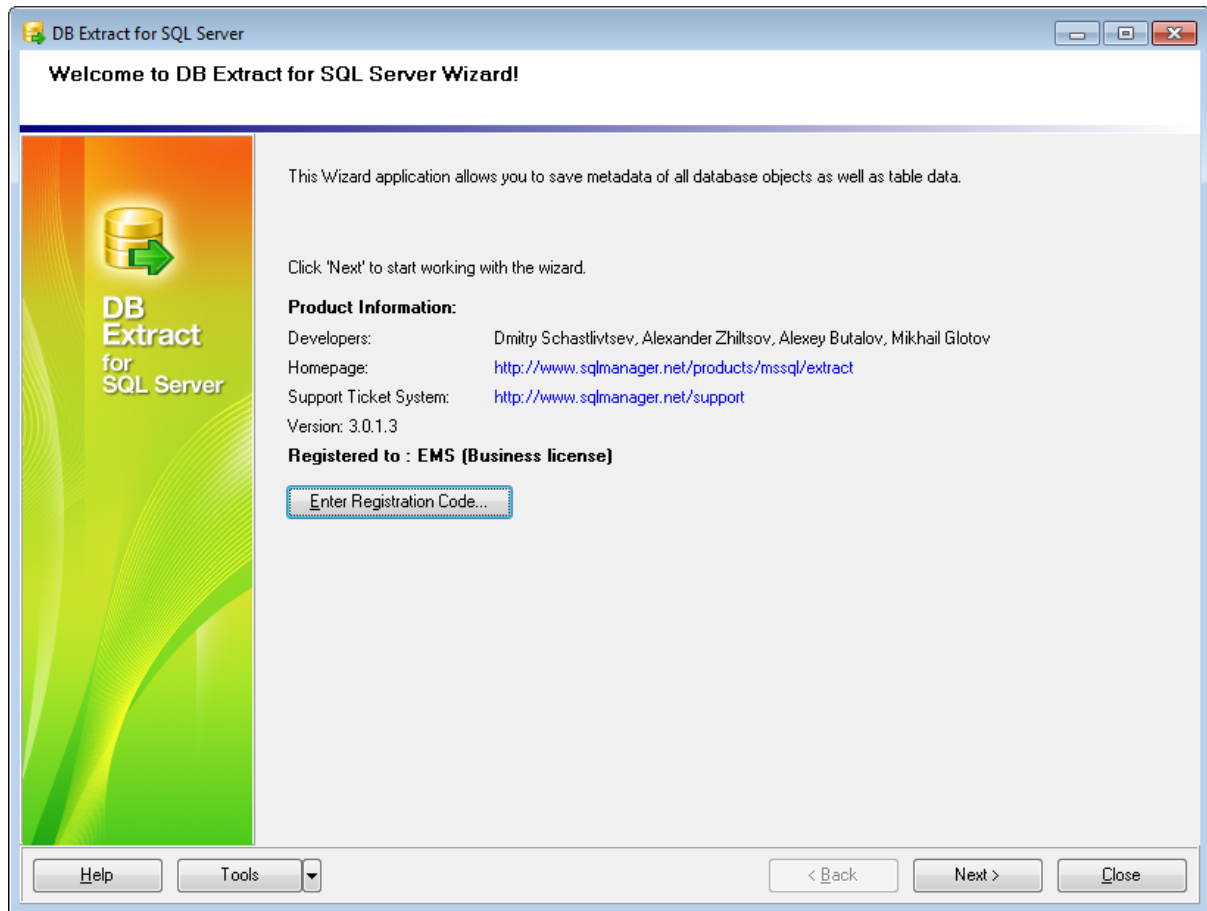 DB Extract for SQL Server
Welcome to DB Extract for SQL Server Wizard!
This Wizard application allows you to save metadata of all database objects as well as table data.
Click 'Next' to start working with the wizard.
DB
Extract
for
SQL Server
Product Information:
Developers: Dmitry Schastlivtsev, Alexander Zhiltsov, Alexey Butalov, Mikhail Glotov
Homepage: http://www.sqlmanager.net/products/mssql/extract
Support Ticket System: http://www.sqlmanager.net/support
Version: 3.0.1.3
Registered to : EMS (Business license)
Enter Registration Code...
Help Tools < Back Next > Close